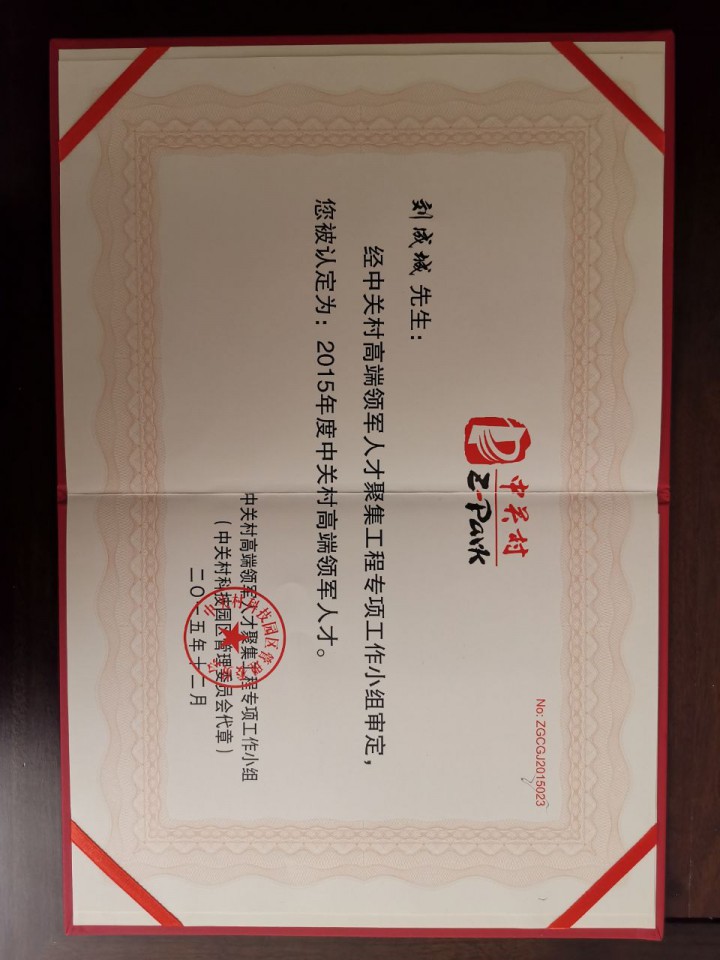 No: ZGCGJ2015023
中关村
Z-Park
刘成城 先生：
经中关村高端领军人才聚集工程专项工作小组审定，
您被认定为：2015年度中关村高端领军人才。
中关村高端领军人才聚集工程专项工作小组
（中关村科技园区管理委员会代章）
二〇一五年十二月